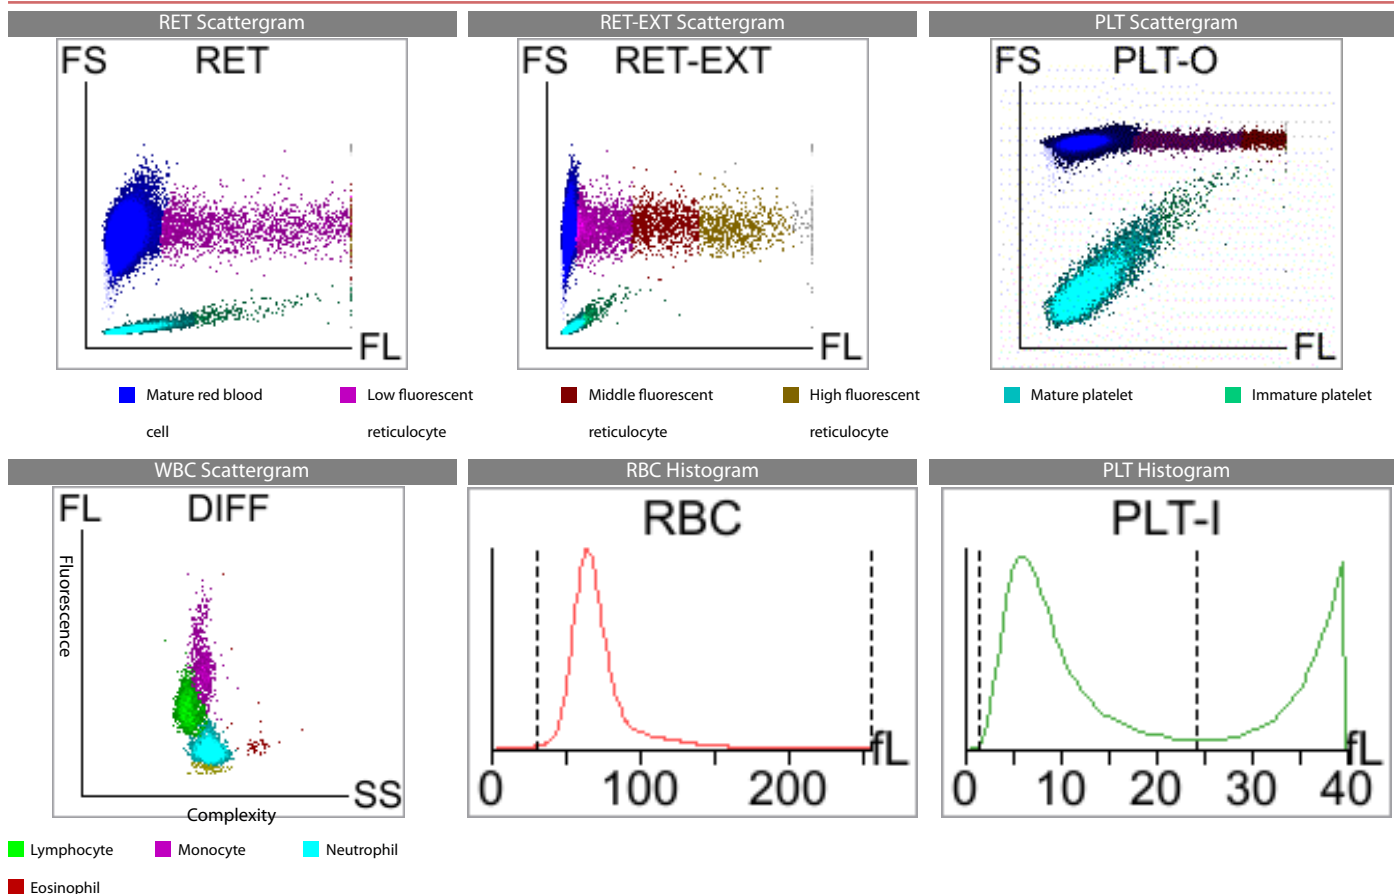 RET Scattergram
RET-EXT Scattergram
PLT Scattergram
FS RET
FL
FS RET-EXT
FL
FS PLT-O
FL
Mature red blood
cell
Low fluorescent
reticulocyte
Middle fluorescent
reticulocyte
High fluorescent
reticulocyte
Mature platelet
Immature platelet
WBC Scattergram
RBC Histogram
PLT Histogram
FL DIFF
Fluorescence
SS
Complexity
RBC
fL
0 100 200
PLT-I
fL
0 10 20 30 40
Lymphocyte
Monocyte
Neutrophil
Eosinophil